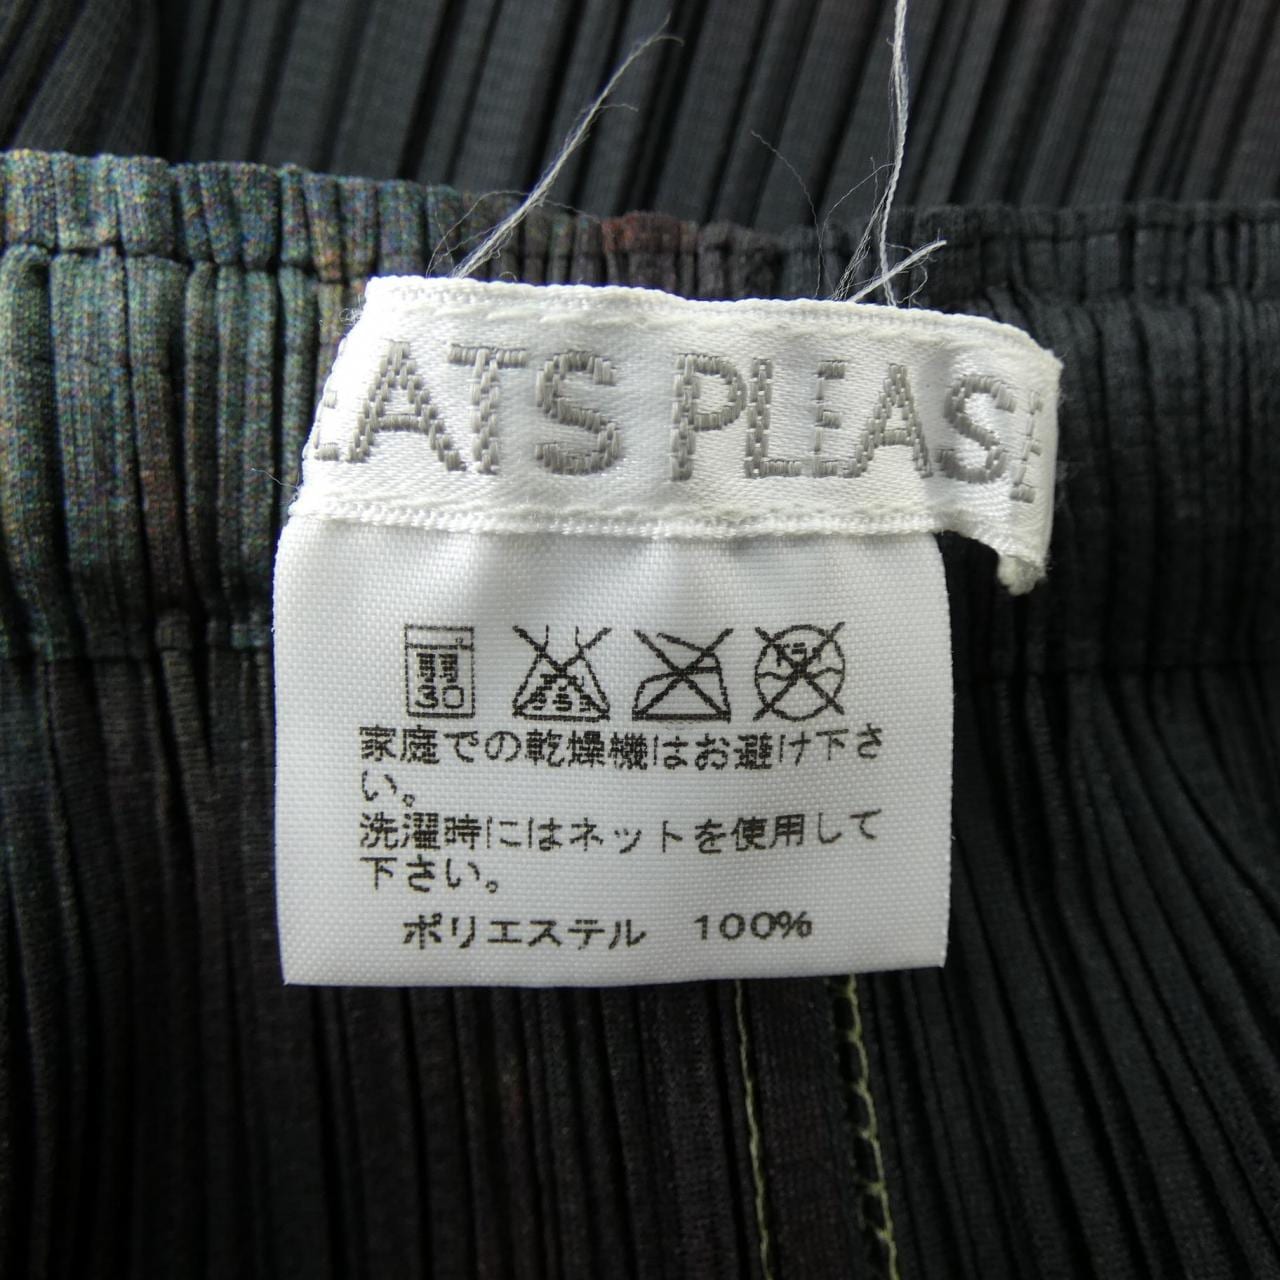 EATS PLEASE
30
家庭での乾燥機はお避け下さ
い。
洗濯時にはネットを使用して
下さい。
ポリエステル 100%